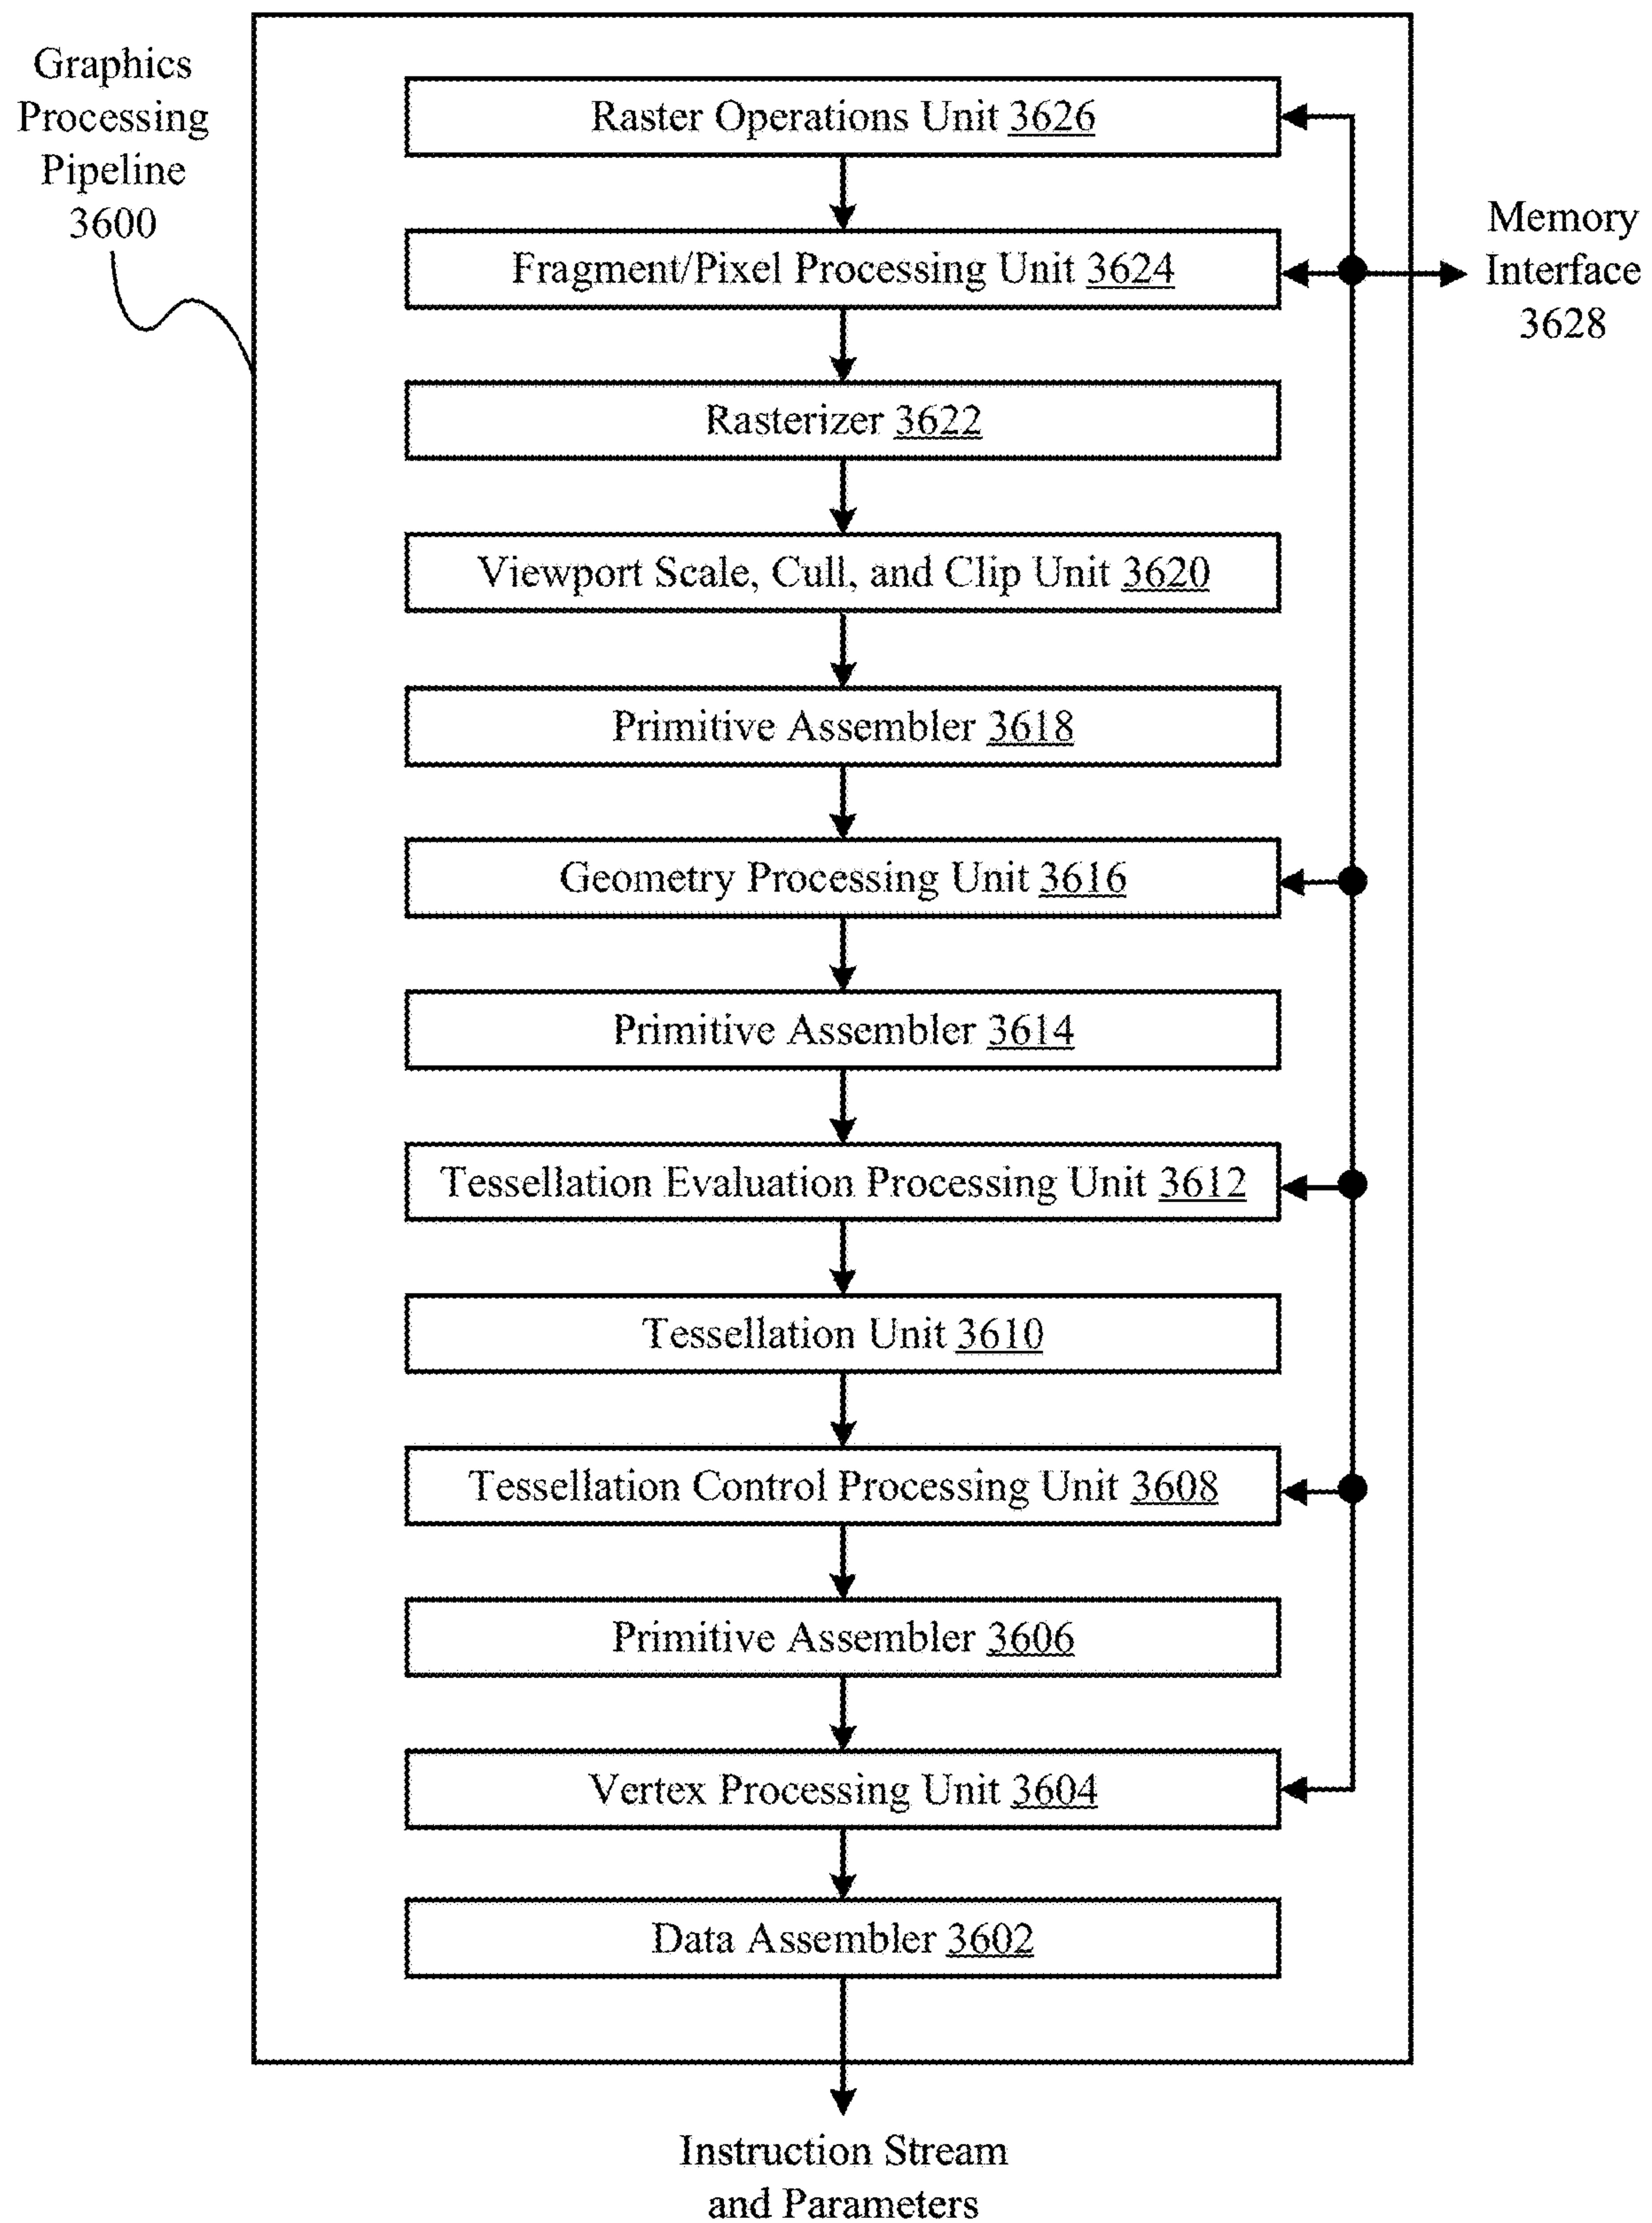 Graphics
Processing
Pipeline
3600
Raster Operations Unit 3626
Memory
Interface
3628
Fragment/Pixel Processing Unit 3624
Rasterizer 3622
Viewport Scale, Cull, and Clip Unit 3620
Primitive Assembler 3618
Geometry Processing Unit 3616
Primitive Assembler 3614
Tessellation Evaluation Processing Unit 3612
Tessellation Unit 3610
Tessellation Control Processing Unit 3608
Primitive Assembler 3606
Vertex Processing Unit 3604
Data Assembler 3602
Instruction Stream
and Parameters